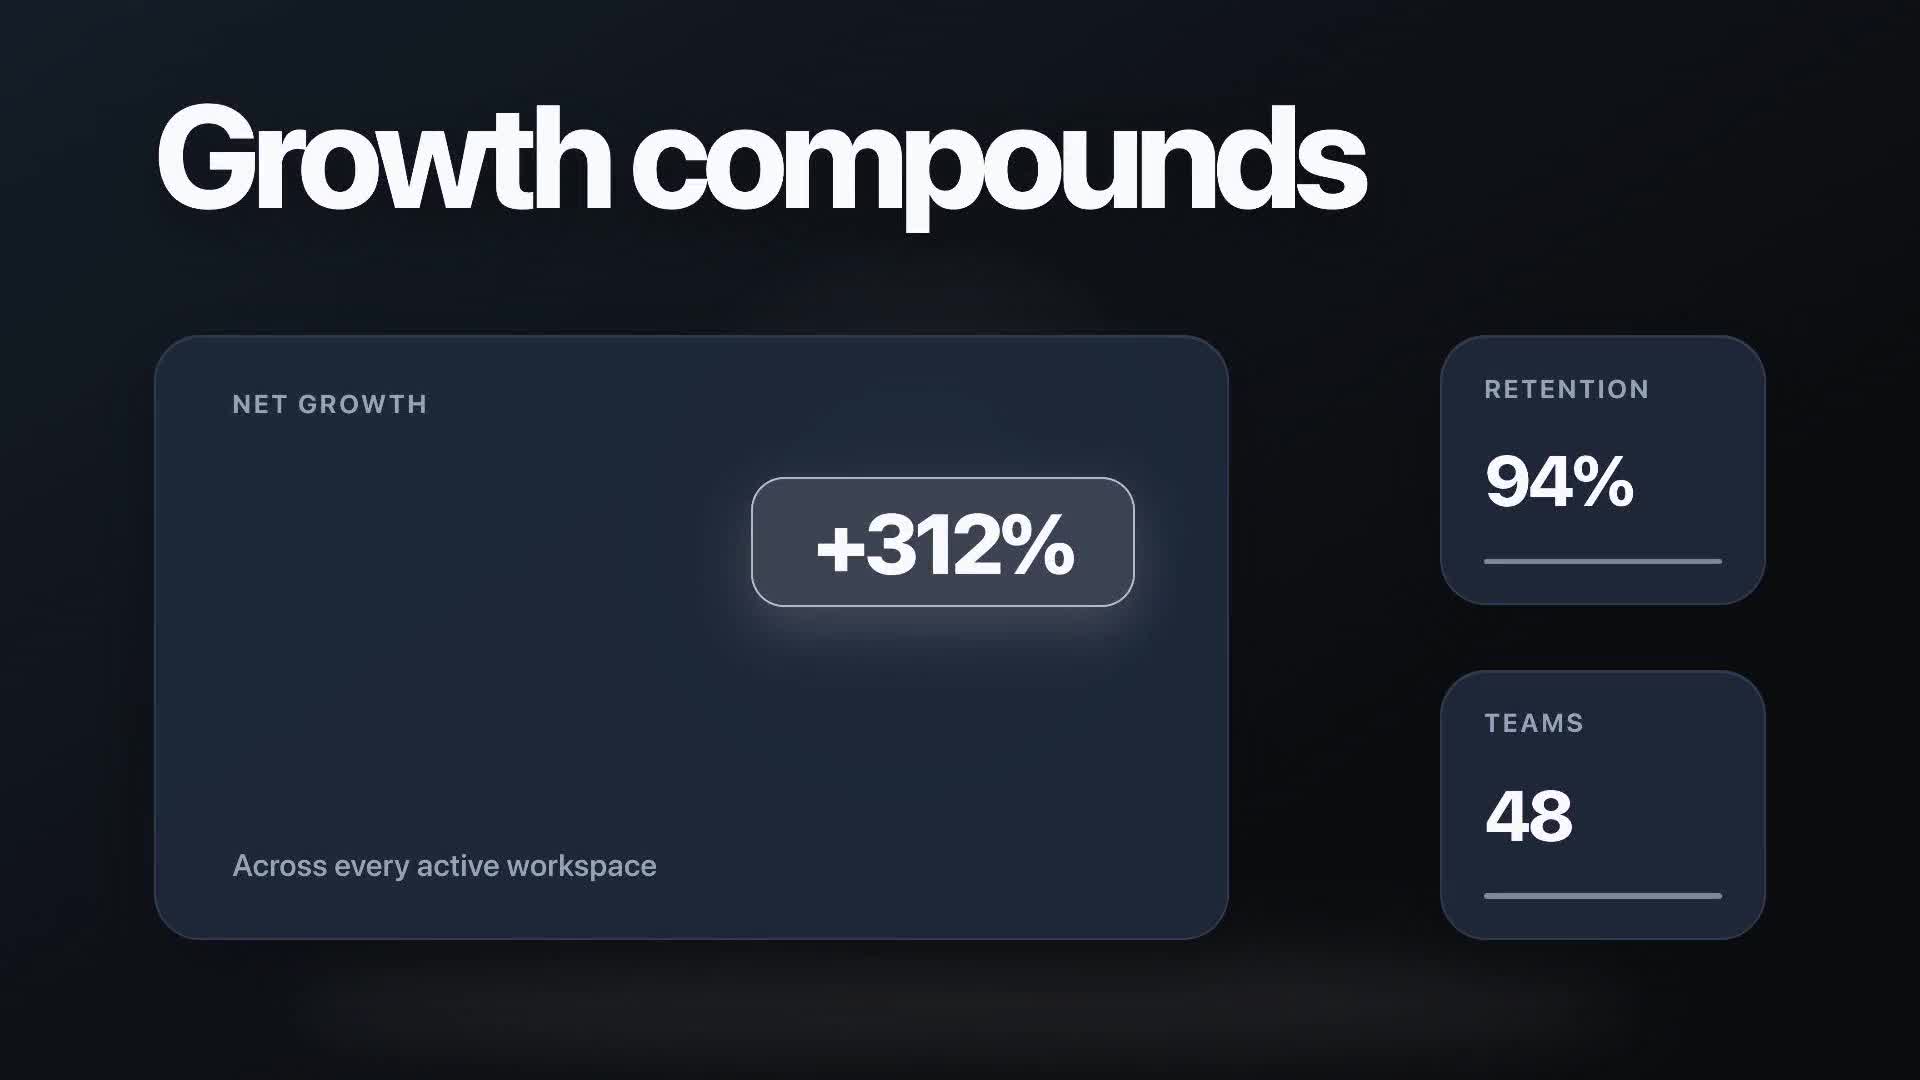 Growth compounds
NET GROWTH
+312%
Across every active workspace
RETENTION
94%
TEAMS
48